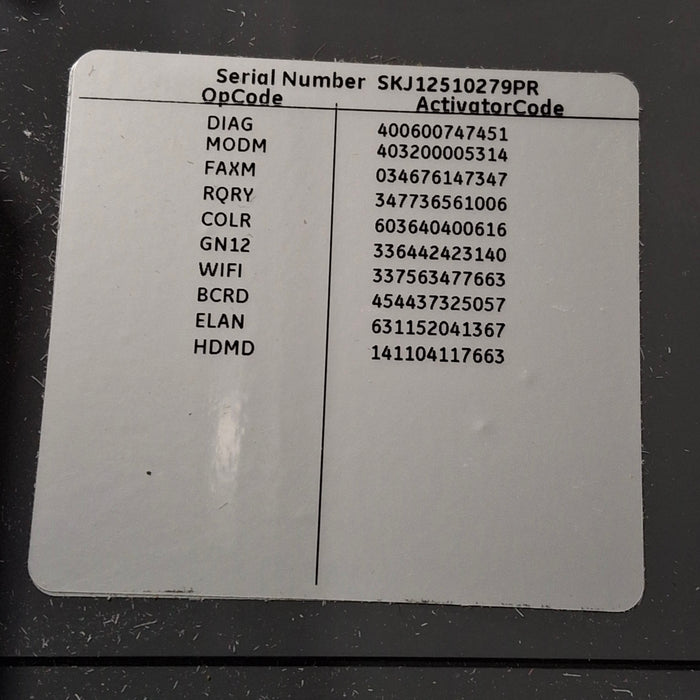 Serial Number SKJ12510279PR
OpCode ActivatorCode
DIAG 400600747451
MODM 403200005314
FAXM 034676147347
RQRY 347736561006
COLR 603640400616
GN12 336442423140
WIFI 337563477663
BCRD 454437325057
ELAN 631152041367
HDMD 141104117663